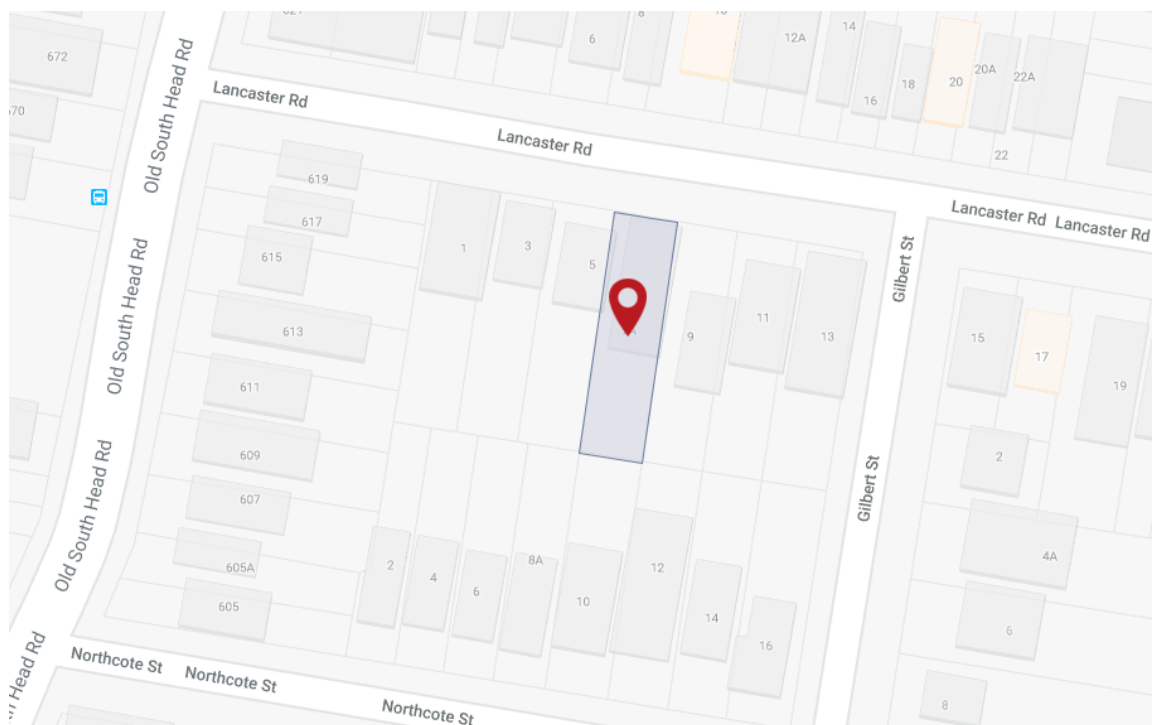 672
6
8
12A
14
16
18
20
20A
22A
22
Old South Head Rd
Lancaster Rd
Lancaster Rd
Lancaster Rd
Lancaster Rd
619
617
615
613
611
609
607
605A
605
1
3
5
9
11
13
Gilbert St
Gilbert St
15
17
19
2
4A
6
8
Old South Head Rd
Old South Head Rd
2
4
6
8A
10
12
14
16
Northcote St
Northcote St
Northcote St
Head Rd